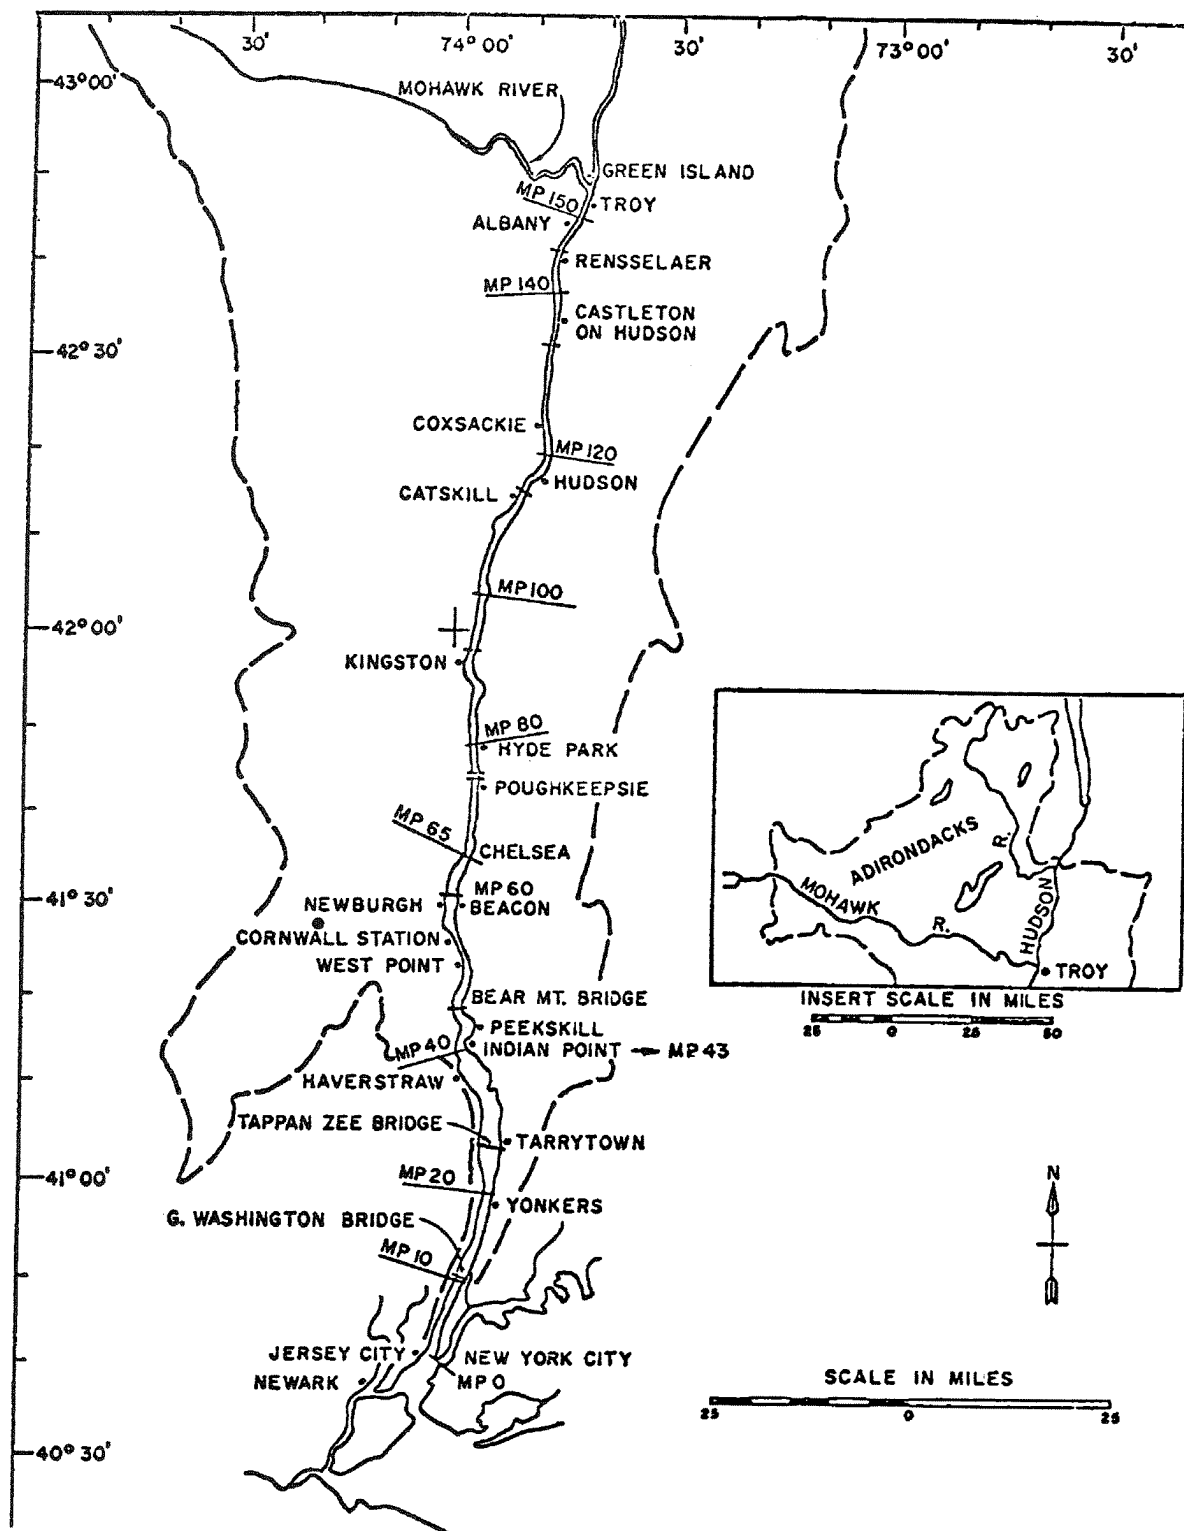 30'
74° 00'
30'
73° 00'
30'
43° 00'
MOHAWK RIVER
GREEN ISLAND
MP 150
TROY
ALBANY
RENSSELAER
MP 140
CASTLETON
ON HUDSON
42° 30'
COXSACKIE
MP 120
HUDSON
CATSKILL
MP 100
42° 00'
KINGSTON
MP 80
HYDE PARK
POUGHKEEPSIE
MP 65
CHELSEA
MP 60
41° 30'
NEWBURGH
BEACON
CORNWALL STATION
WEST POINT
BEAR MT. BRIDGE
PEEKSKILL
MP 40
INDIAN POINT → MP 43
HAVERSTRAW
TAPPAN ZEE BRIDGE
TARRYTOWN
41° 00'
MP 20
YONKERS
G. WASHINGTON BRIDGE
MP 10
JERSEY CITY
NEW YORK CITY
NEWARK
MP 0
40° 30'
ADIRONDACKS
R.
MOHAWK
R.
HUDSON
TROY
INSERT SCALE IN MILES
25 0 25 50
N
SCALE IN MILES
25 0 25